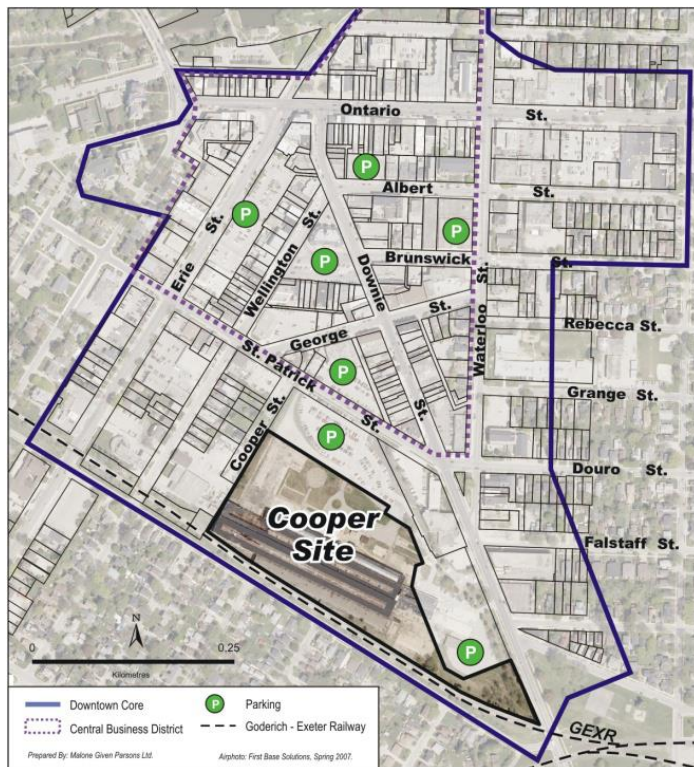 Ontario St.
P
Albert St.
P
P
Erie St.
Wellington St.
P
Downie St.
Brunswick St.
Waterloo St.
George St.
Rebecca St.
St. Patrick St.
P
Grange St.
Cooper St.
P
Douro St.
Cooper
Site
Falstaff St.
N
0 0.25
Kilometres
P
GEXR
Downtown Core
P Parking
Central Business District
Goderich - Exeter Railway
Prepared By: Malone Given Parsons Ltd.
Airphoto: First Base Solutions, Spring 2007.